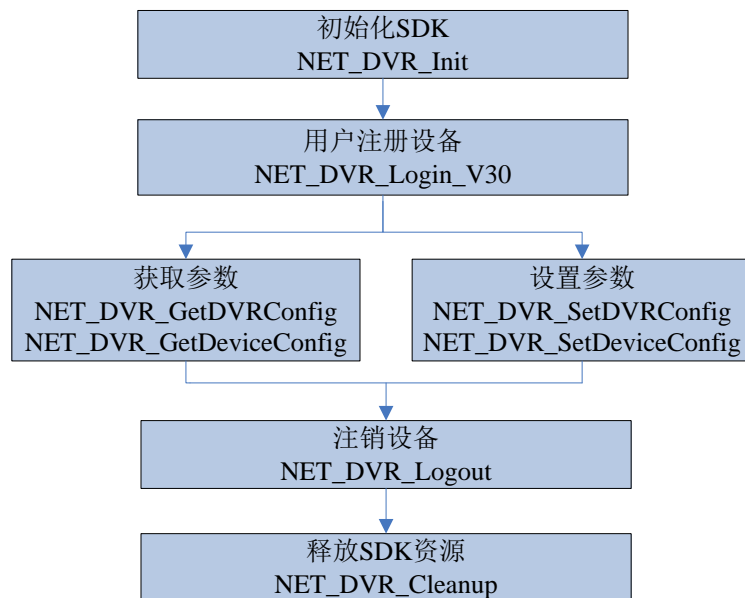 初始化SDK
NET_DVR_Init
用户注册设备
NET_DVR_Login_V30
获取参数
NET_DVR_GetDVRConfig
NET_DVR_GetDeviceConfig
设置参数
NET_DVR_SetDVRConfig
NET_DVR_SetDeviceConfig
注销设备
NET_DVR_Logout
释放SDK资源
NET_DVR_Cleanup